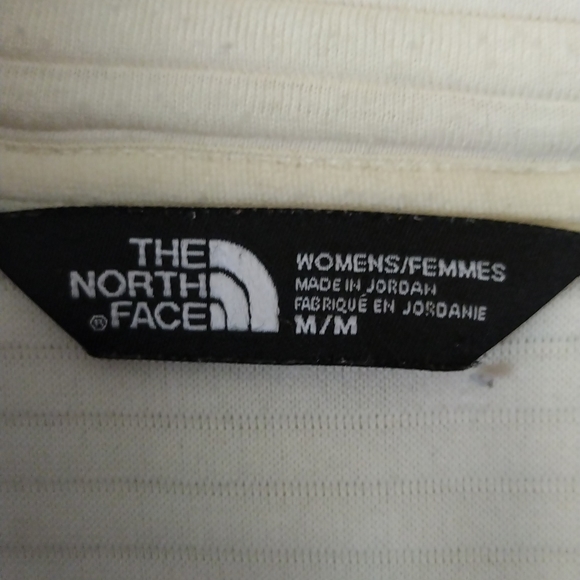 THE
NORTH
® FACE
WOMENS/FEMMES
MADE IN JORDAN
FABRIQUÉ EN JORDANIE
M/M